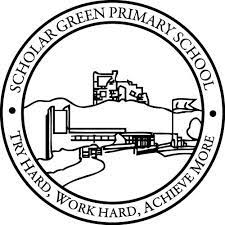 SCHOLAR GREEN PRIMARY SCHOOL
TRY HARD, WORK HARD, ACHIEVE MORE